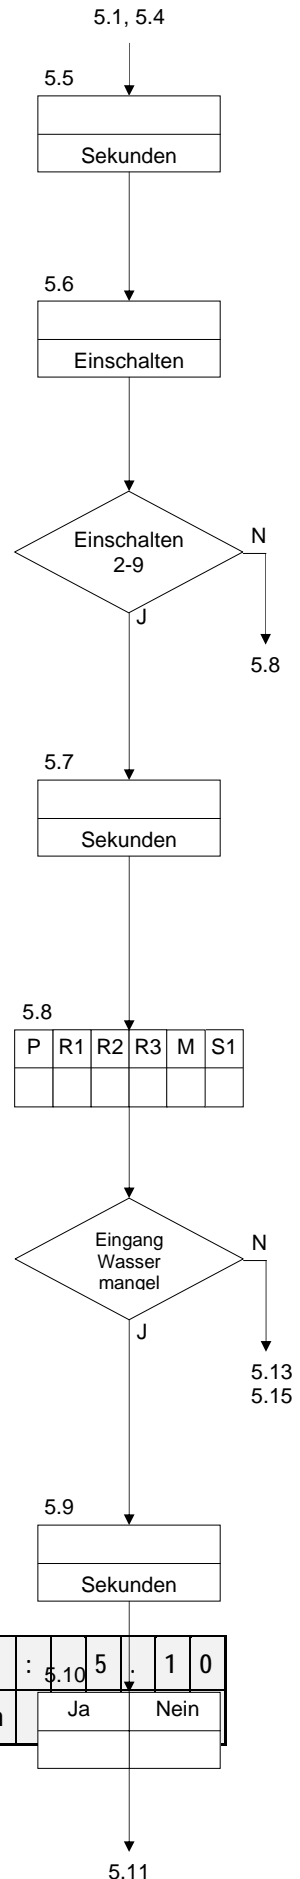 5.1, 5.4
5.5
Sekunden
5.6
Einschalten
Einschalten
2-9
N
J
5.8
5.7
Sekunden
5.8
P R1 R2 R3 M S1
Eingang
Wasser
mangel
N
J
5.13
5.15
5.9
Sekunden
: 5 . 1 0
5.10
n
Ja Nein
5.11